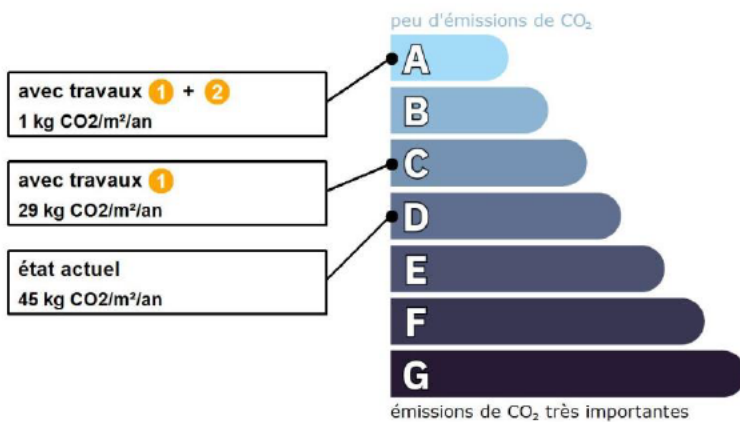 peu d'émissions de CO₂
A
avec travaux 1 + 2
1 kg CO2/m²/an
B
avec travaux 1
29 kg CO2/m²/an
C
D
état actuel
45 kg CO2/m²/an
E
F
G
émissions de CO₂ très importantes